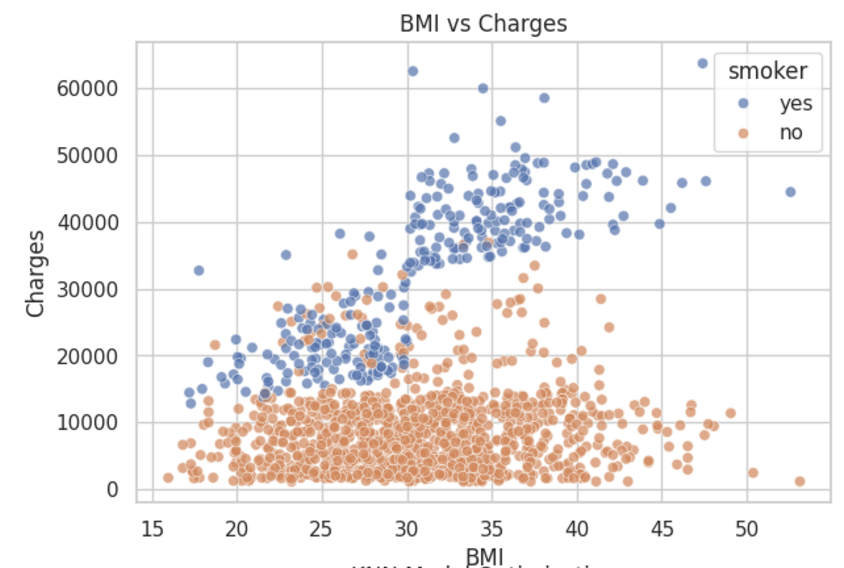 BMI vs Charges
smoker
yes
no
Charges
60000
50000
40000
30000
20000
10000
0
15 20 25 30 35 40 45 50
BMI